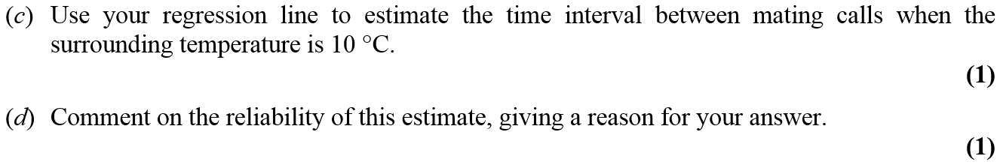 (c) Use your regression line to estimate the time interval between mating calls when the
surrounding temperature is 10 °C.
(1)
(d) Comment on the reliability of this estimate, giving a reason for your answer.
(1)